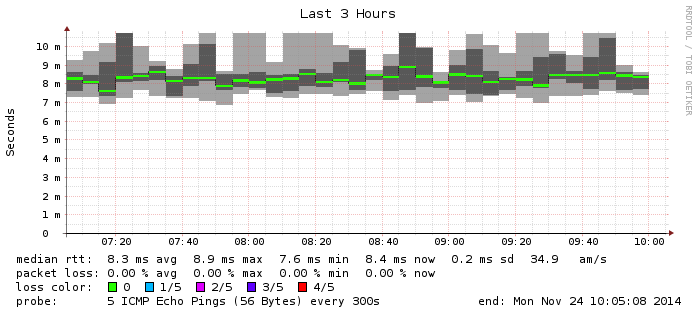 Last 3 Hours
RRDTOOL / TOBI OETIKER
Seconds
10 m
9 m
8 m
7 m
6 m
5 m
4 m
3 m
2 m
1 m
0
07:20 07:40 08:00 08:20 08:40 09:00 09:20 09:40 10:00
median rtt: 8.3 ms avg 8.9 ms max 7.6 ms min 8.4 ms now 0.2 ms sd 34.9 am/s
packet loss: 0.00 % avg 0.00 % max 0.00 % min 0.00 % now
loss color: 0 1/5 2/5 3/5 4/5
probe: 5 ICMP Echo Pings (56 Bytes) every 300s end: Mon Nov 24 10:05:08 2014